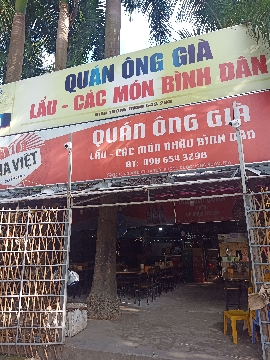 QUÁN ÔNG GIÀ
LẨU - CÁC MÓN BÌNH DÂN
QUÁN ÔNG GIÀ
LẨU - CÁC MÓN NHẬU BÌNH DÂN
ĐT: 098 654 3298
VIỆT